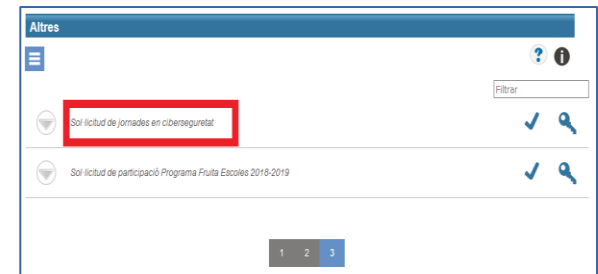 Altres
Filtrar
Sol·licitud de jornades en ciberseguretat
Sol·licitud de participació Programa Fruita Escoles 2018-2019
1 2 3